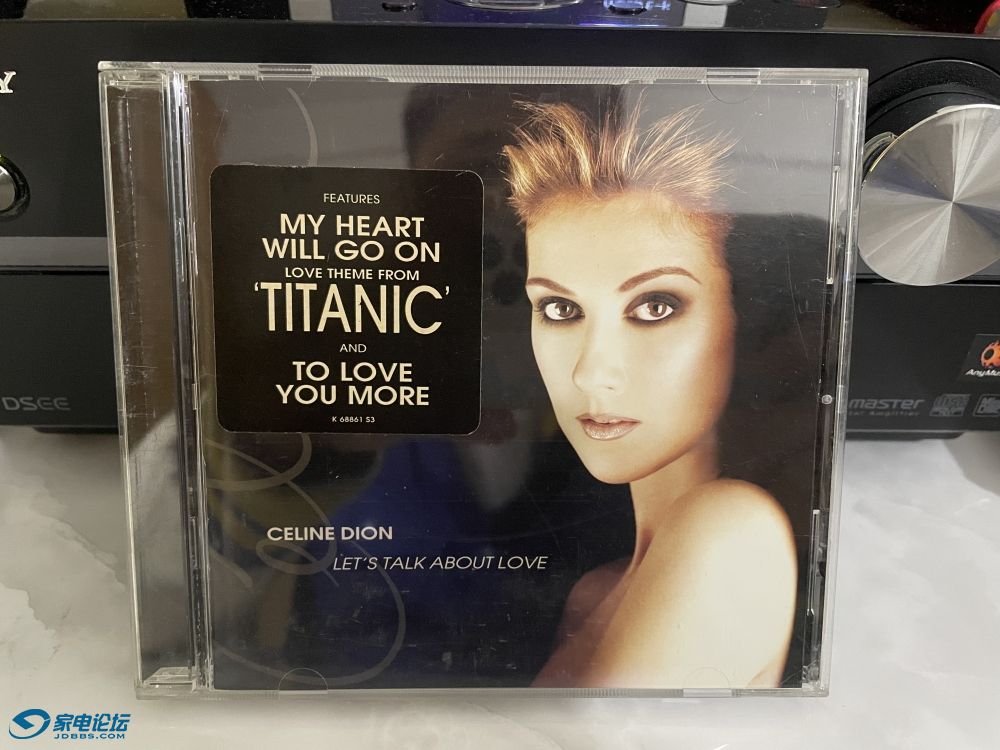 Y
FEATURES
MY HEART
WILL GO ON
LOVE THEME FROM
'TITANIC'
AND
TO LOVE
YOU MORE
K 68861 S3
CELINE DION
LET'S TALK ABOUT LOVE
DSEE
master
AnyMus
家电论坛
JDBBS.COM